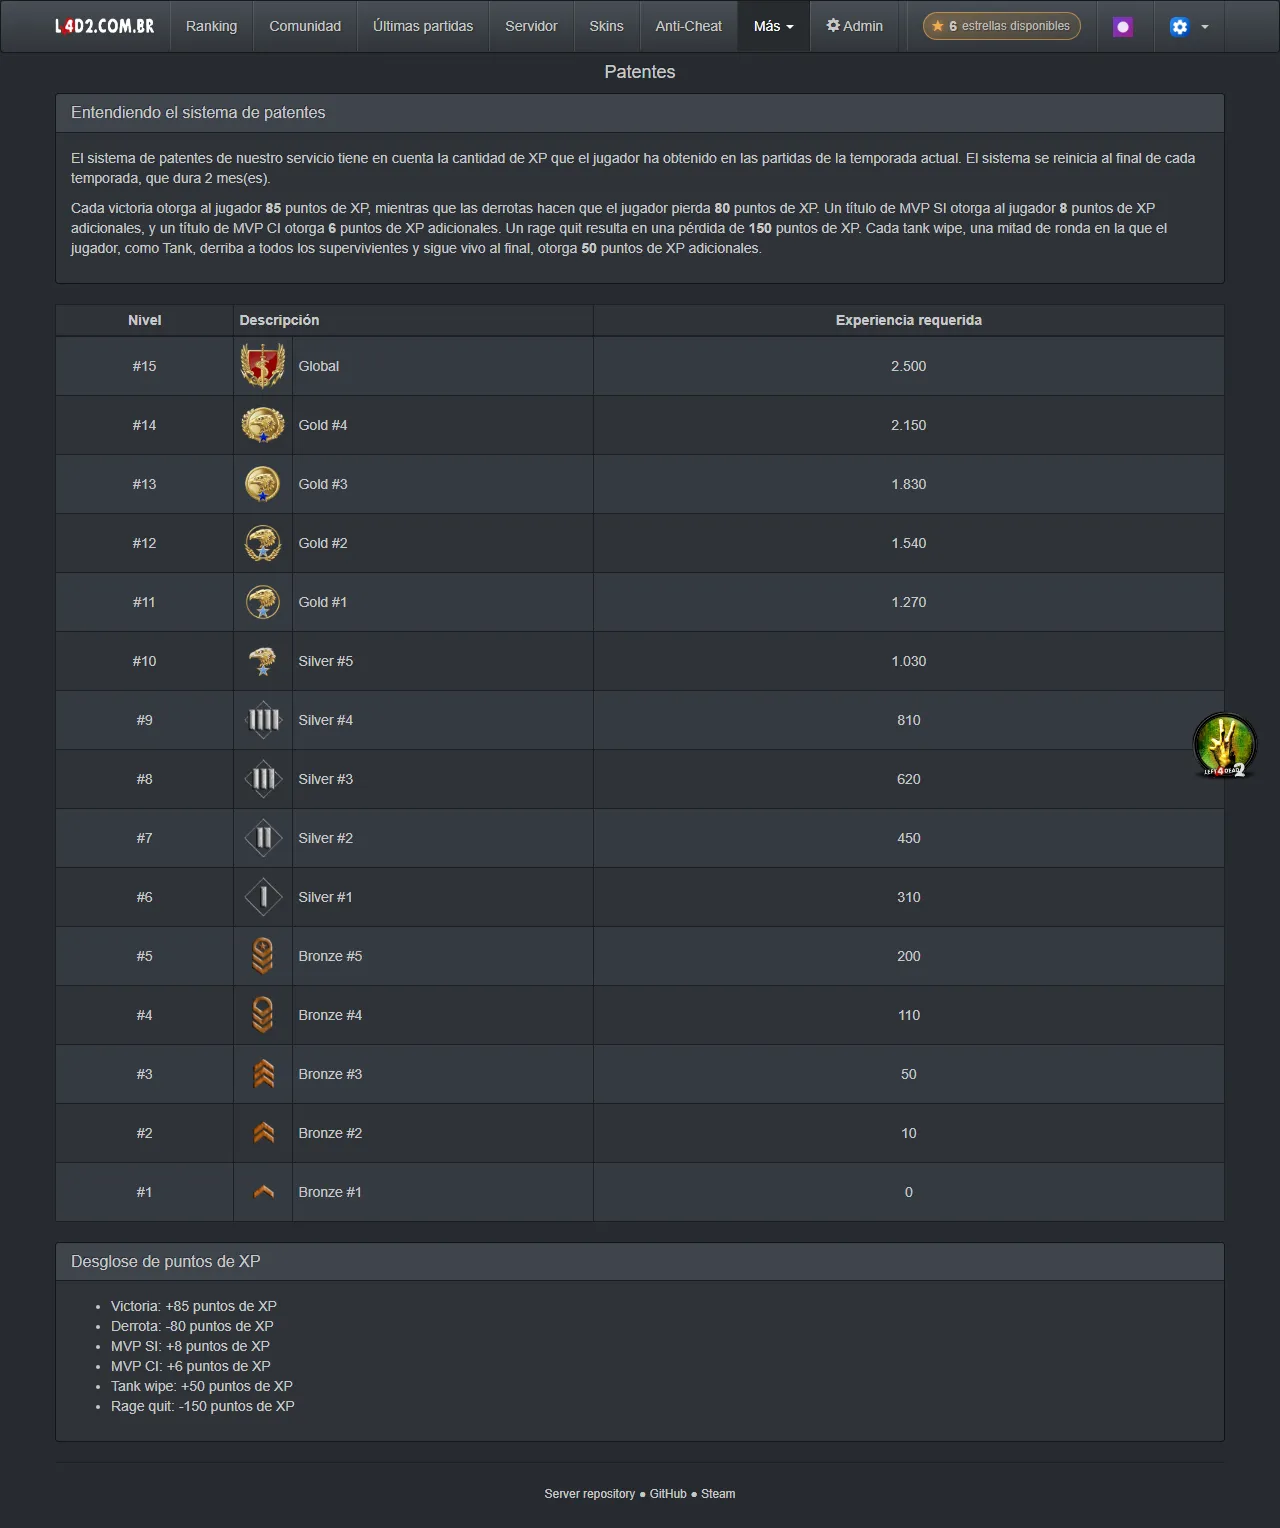 L4D2.COM.BR Ranking Comunidad Últimas partidas Servidor Skins Anti-Cheat Más Admin 6 estrellas disponibles
Patentes
Entendiendo el sistema de patentes
El sistema de patentes de nuestro servicio tiene en cuenta la cantidad de XP que el jugador ha obtenido en las partidas de la temporada actual. El sistema se reinicia al final de cada
temporada, que dura 2 mes(es).
Cada victoria otorga al jugador 85 puntos de XP, mientras que las derrotas hacen que el jugador pierda 80 puntos de XP. Un título de MVP SI otorga al jugador 8 puntos de XP
adicionales, y un título de MVP CI otorga 6 puntos de XP adicionales. Un rage quit resulta en una pérdida de 150 puntos de XP. Cada tank wipe, una mitad de ronda en la que el
jugador, como Tank, derriba a todos los supervivientes y sigue vivo al final, otorga 50 puntos de XP adicionales.
Nivel Descripción Experiencia requerida
#15 Global 2.500
#14 Gold #4 2.150
#13 Gold #3 1.830
#12 Gold #2 1.540
#11 Gold #1 1.270
#10 Silver #5 1.030
#9 Silver #4 810
LEFT 4 DEAD 2
#8 Silver #3 620
#7 Silver #2 450
#6 Silver #1 310
#5 Bronze #5 200
#4 Bronze #4 110
#3 Bronze #3 50
#2 Bronze #2 10
#1 Bronze #1 0
Desglose de puntos de XP
• Victoria: +85 puntos de XP
• Derrota: -80 puntos de XP
• MVP SI: +8 puntos de XP
• MVP CI: +6 puntos de XP
• Tank wipe: +50 puntos de XP
• Rage quit: -150 puntos de XP
Server repository ● GitHub ● Steam